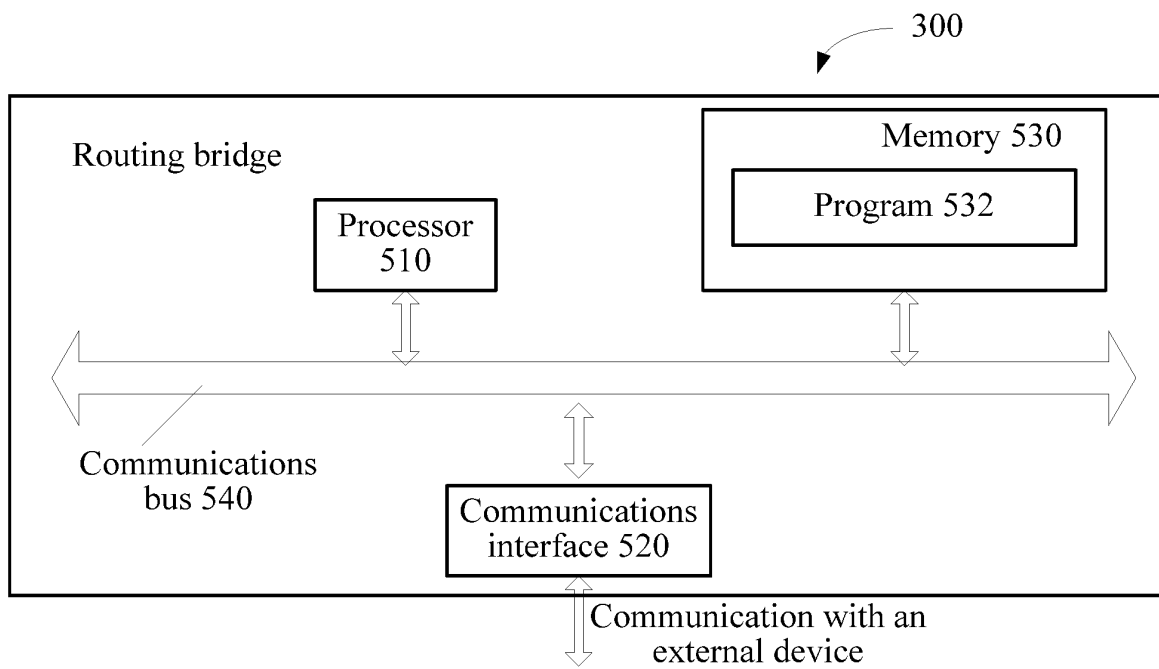 300
Routing bridge
Memory 530
Program 532
Processor
510
Communications
bus 540
Communications
interface 520
Communication with an
external device